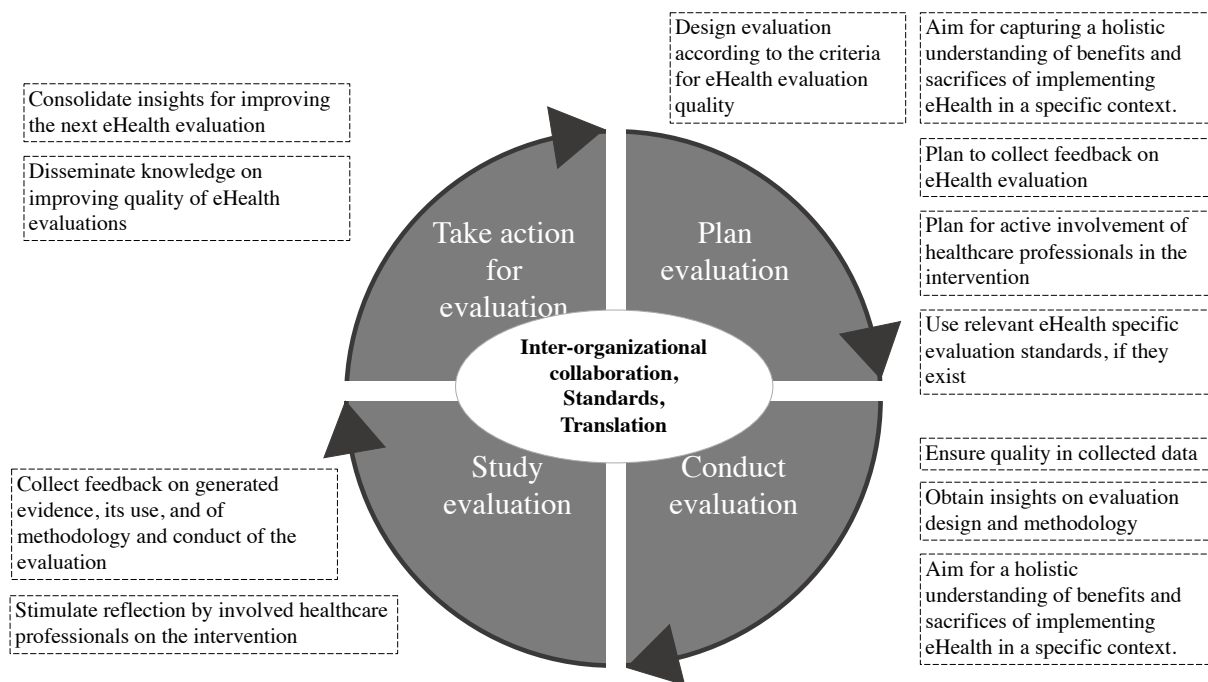 Design evaluation
according to the criteria
for eHealth evaluation
quality
Aim for capturing a holistic
understanding of benefits and
sacrifices of implementing
eHealth in a specific context.
Plan to collect feedback on
eHealth evaluation
Plan for active involvement of
healthcare professionals in the
intervention
Use relevant eHealth specific
evaluation standards, if they
exist
Consolidate insights for improving
the next eHealth evaluation
Disseminate knowledge on
improving quality of eHealth
evaluations
Take action
for
evaluation
Plan
evaluation
Inter-organizational
collaboration,
Standards,
Translation
Study
evaluation
Conduct
evaluation
Ensure quality in collected data
Obtain insights on evaluation
design and methodology
Aim for a holistic
understanding of benefits and
sacrifices of implementing
eHealth in a specific context.
Collect feedback on generated
evidence, its use, and of
methodology and conduct of the
evaluation
Stimulate reflection by involved healthcare
professionals on the intervention